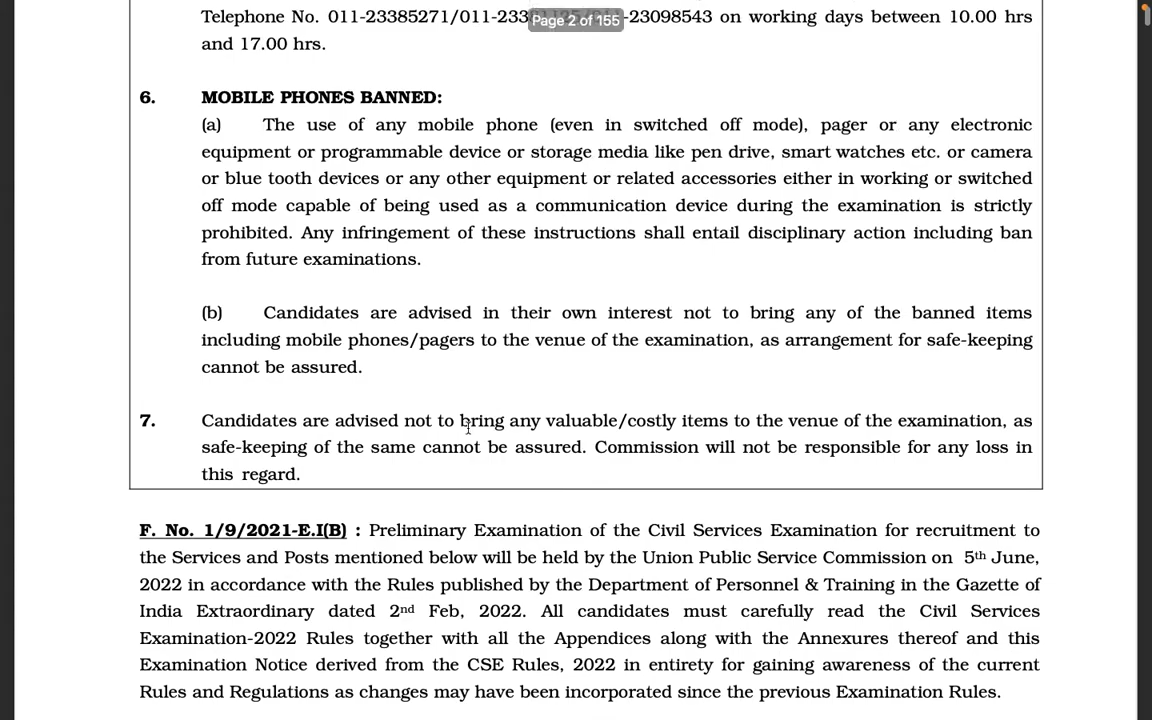 Telephone No. 011-23385271/011-233 -23098543 on working days between 10.00 hrs
Page 2 of 155
and 17.00 hrs.
6. MOBILE PHONES BANNED:
(a) The use of any mobile phone (even in switched off mode), pager or any electronic
equipment or programmable device or storage media like pen drive, smart watches etc. or camera
or blue tooth devices or any other equipment or related accessories either in working or switched
off mode capable of being used as a communication device during the examination is strictly
prohibited. Any infringement of these instructions shall entail disciplinary action including ban
from future examinations.
(b) Candidates are advised in their own interest not to bring any of the banned items
including mobile phones/pagers to the venue of the examination, as arrangement for safe-keeping
cannot be assured.
7. Candidates are advised not to bring any valuable/costly items to the venue of the examination, as
safe-keeping of the same cannot be assured. Commission will not be responsible for any loss in
this regard.
F. No. 1/9/2021-E.I(B) : Preliminary Examination of the Civil Services Examination for recruitment to
the Services and Posts mentioned below will be held by the Union Public Service Commission on 5th June,
2022 in accordance with the Rules published by the Department of Personnel & Training in the Gazette of
India Extraordinary dated 2nd Feb, 2022. All candidates must carefully read the Civil Services
Examination-2022 Rules together with all the Appendices along with the Annexures thereof and this
Examination Notice derived from the CSE Rules, 2022 in entirety for gaining awareness of the current
Rules and Regulations as changes may have been incorporated since the previous Examination Rules.